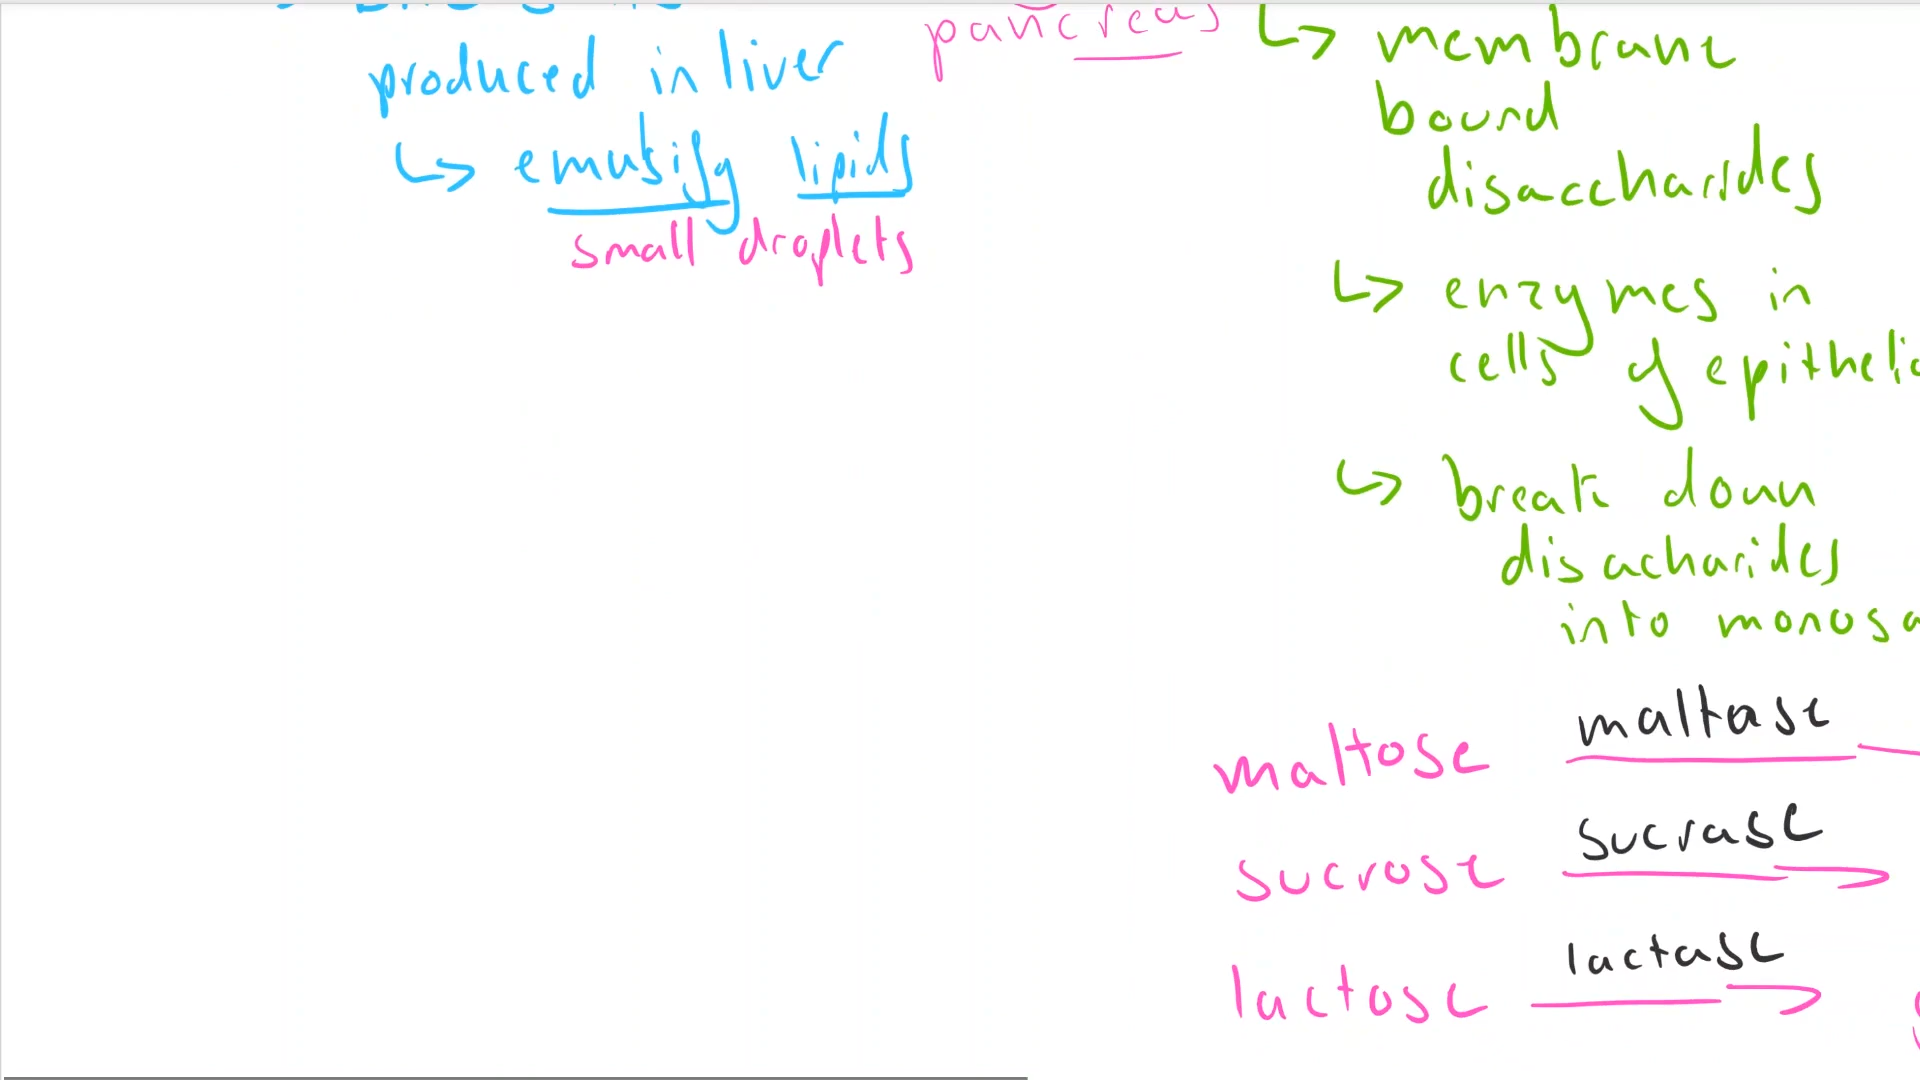 produced in liver
↳ emulsify lipids
small droplets
pancreas
↳ membrane
bound
disaccharides
↳ enzymes in
cells of epithelia
↳ break down
disacharides
into monosa
maltose maltase
sucrose sucrase
lactose lactase